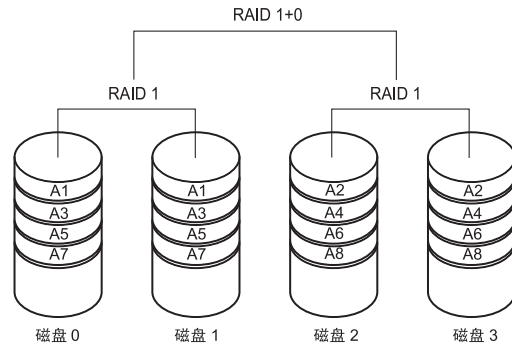 RAID 1+0
RAID 1 RAID 1
A1 A1 A2 A2
A3 A3 A4 A4
A5 A5 A6 A6
A7 A7 A8 A8
磁盘 0 磁盘 1 磁盘 2 磁盘 3